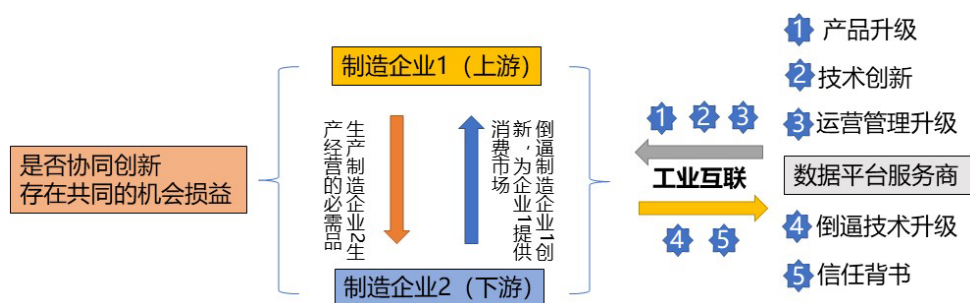 是否协同创新
存在共同的机会损益
制造企业1（上游）
生产制造企业2生
产经营的必需品
倒逼制造企业1创
新，为企业1提供
消费市场
制造企业2（下游）
1 2 3
工业互联
4 5
1 产品升级
2 技术创新
3 运营管理升级
数据平台服务商
4 倒逼技术升级
5 信任背书